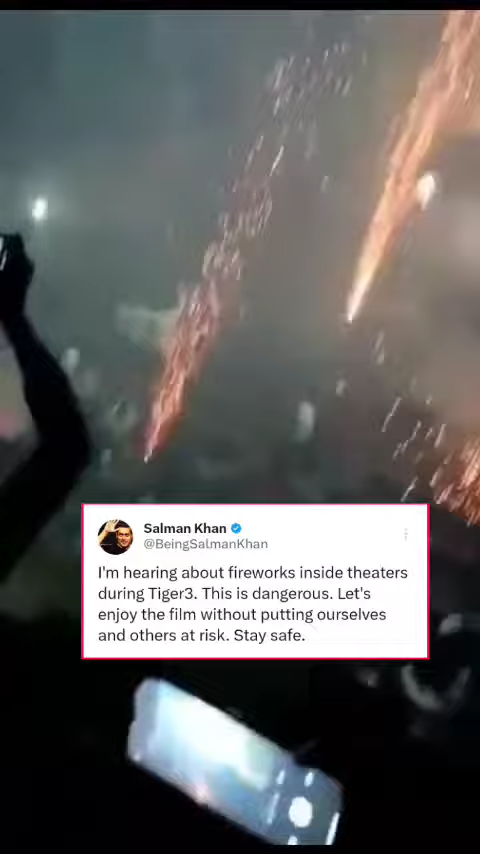 Salman Khan
@BeingSalmanKhan
I'm hearing about fireworks inside theaters
during Tiger3. This is dangerous. Let's
enjoy the film without putting ourselves
and others at risk. Stay safe.